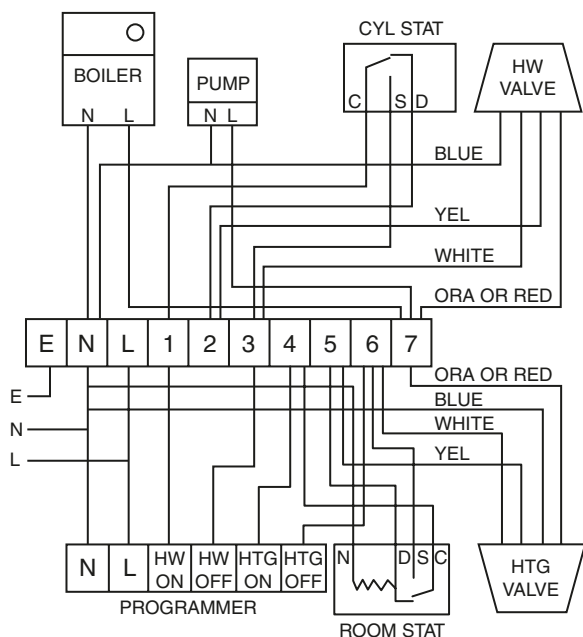 CYL STAT
BOILER
N L
PUMP
N L
C S D
HW
VALVE
BLUE
YEL
WHITE
ORA OR RED
E N L 1 2 3 4 5 6 7
E
N
L
ORA OR RED
BLUE
WHITE
YEL
N L HW ON HW OFF HTG ON HTG OFF
PROGRAMMER
N D S C
ROOM STAT
HTG
VALVE